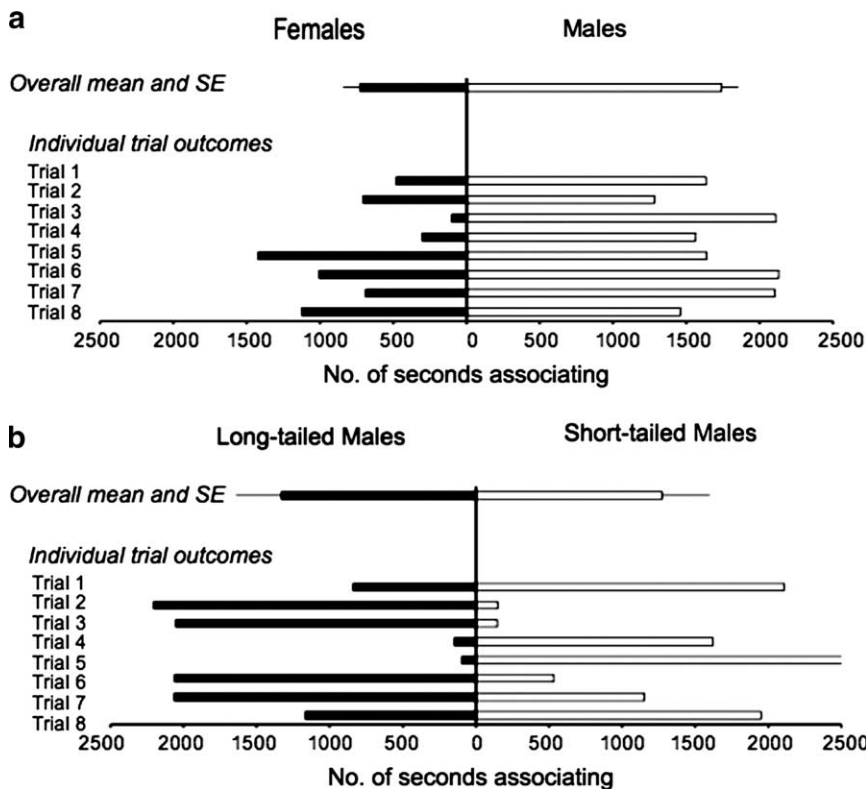 a
Females Males
Overall mean and SE
Individual trial outcomes
Trial 1
Trial 2
Trial 3
Trial 4
Trial 5
Trial 6
Trial 7
Trial 8
2500 2000 1500 1000 500 0 500 1000 1500 2000 2500
No. of seconds associating
b
Long-tailed Males Short-tailed Males
Overall mean and SE
Individual trial outcomes
Trial 1
Trial 2
Trial 3
Trial 4
Trial 5
Trial 6
Trial 7
Trial 8
2500 2000 1500 1000 500 0 500 1000 1500 2000 2500
No. of seconds associating